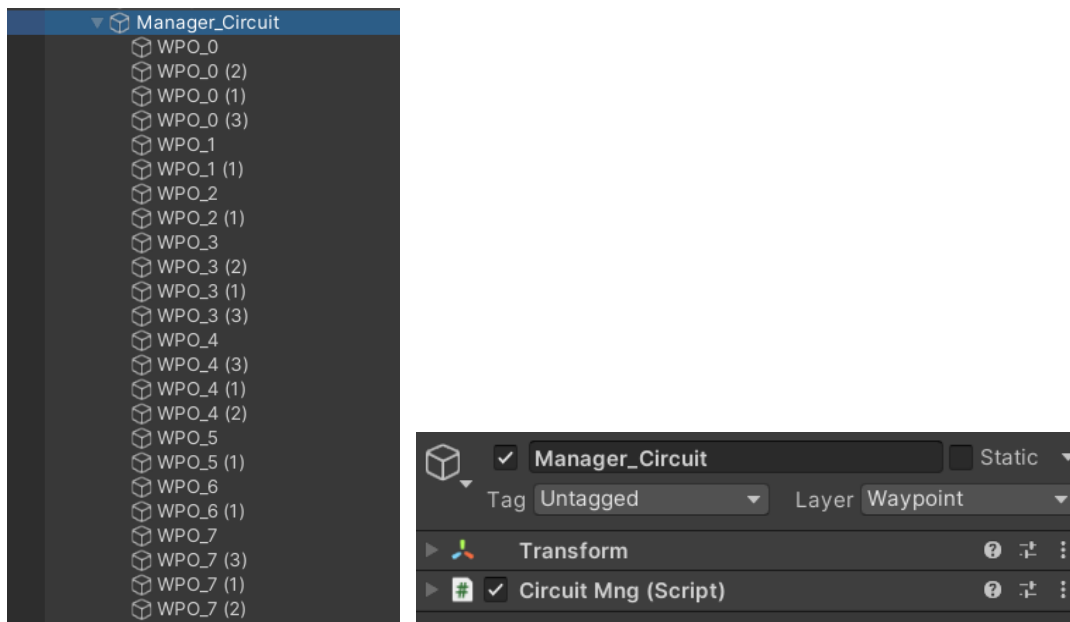 Manager_Circuit
WPO_0
WPO_0 (2)
WPO_0 (1)
WPO_0 (3)
WPO_1
WPO_1 (1)
WPO_2
WPO_2 (1)
WPO_3
WPO_3 (2)
WPO_3 (1)
WPO_3 (3)
WPO_4
WPO_4 (3)
WPO_4 (1)
WPO_4 (2)
WPO_5
WPO_5 (1)
WPO_6
WPO_6 (1)
WPO_7
WPO_7 (3)
WPO_7 (1)
WPO_7 (2)
Manager_Circuit Static
Tag Untagged Layer Waypoint
Transform
# Circuit Mng (Script)